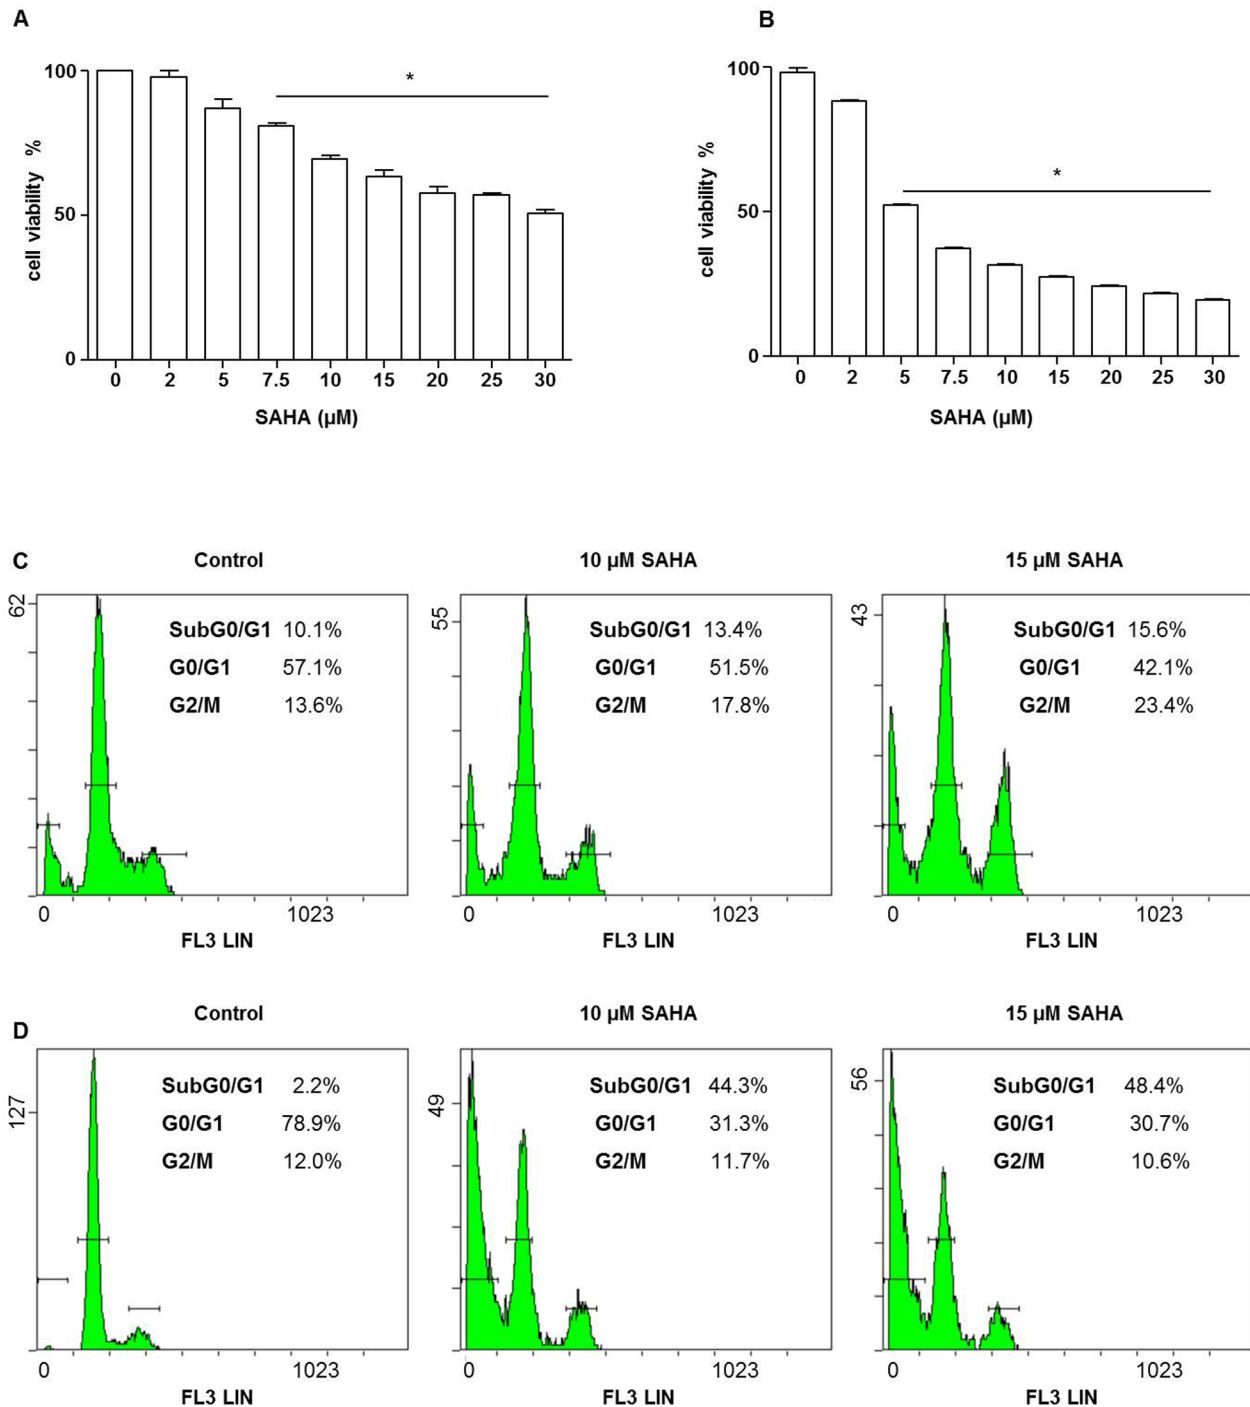 A
B
100
*
cell viability %
50
0
0 2 5 7.5 10 15 20 25 30
SAHA (µM)
100
*
cell viability %
50
0
0 2 5 7.5 10 15 20 25 30
SAHA (µM)
C
Control
10 µM SAHA
15 µM SAHA
62
SubG0/G1 10.1%
G0/G1 57.1%
G2/M 13.6%
0 1023
FL3 LIN
55
SubG0/G1 13.4%
G0/G1 51.5%
G2/M 17.8%
0 1023
FL3 LIN
43
SubG0/G1 15.6%
G0/G1 42.1%
G2/M 23.4%
0 1023
FL3 LIN
D
Control
10 µM SAHA
15 µM SAHA
127
SubG0/G1 2.2%
G0/G1 78.9%
G2/M 12.0%
0 1023
FL3 LIN
49
SubG0/G1 44.3%
G0/G1 31.3%
G2/M 11.7%
0 1023
FL3 LIN
56
SubG0/G1 48.4%
G0/G1 30.7%
G2/M 10.6%
0 1023
FL3 LIN